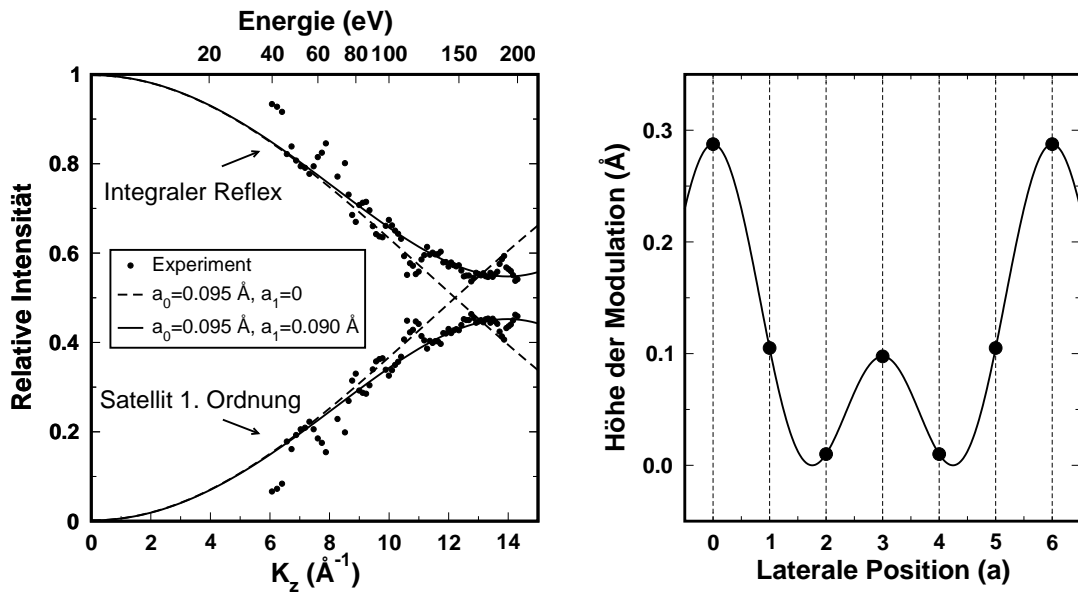 Energie (eV)
20 40 60 80 100 150 200
1
0.8
0.6
0.4
0.2
0
Relative Intensität
Integraler Reflex
Experiment
a0=0.095 Å, a1=0
a0=0.095 Å, a1=0.090 Å
Satellit 1. Ordnung
0 2 4 6 8 10 12 14
Kz (Å-1)
0.3
0.2
0.1
0.0
Höhe der Modulation (Å)
0 1 2 3 4 5 6
Laterale Position (a)